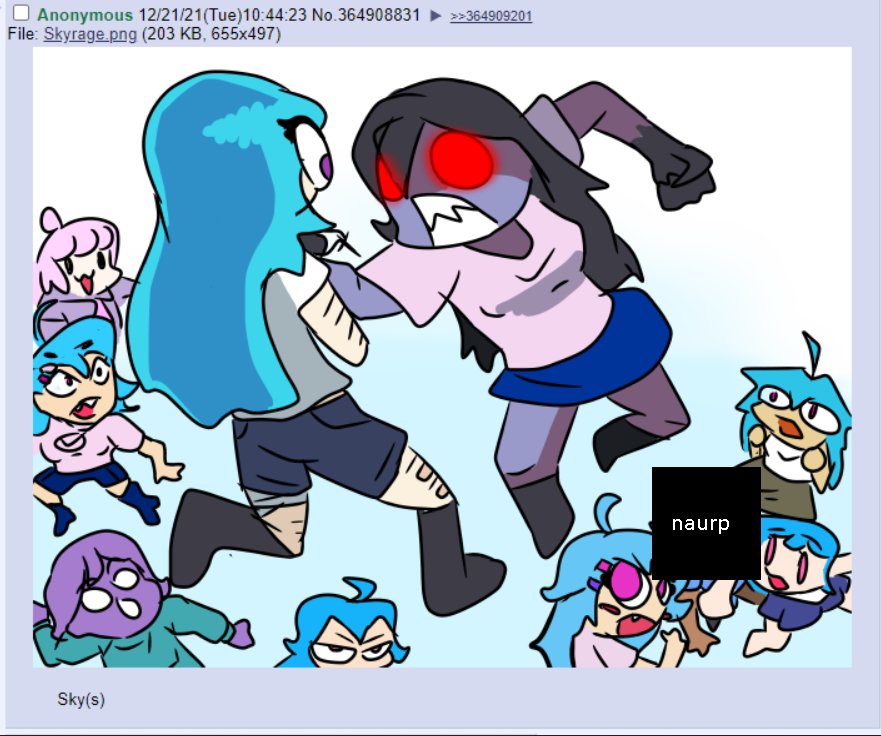 Anonymous 12/21/21(Tue)10:44:23 No.364908831 ▶ >>364909201
File: Skyrage.png (203 KB, 655x497)
naurp
Sky(s)